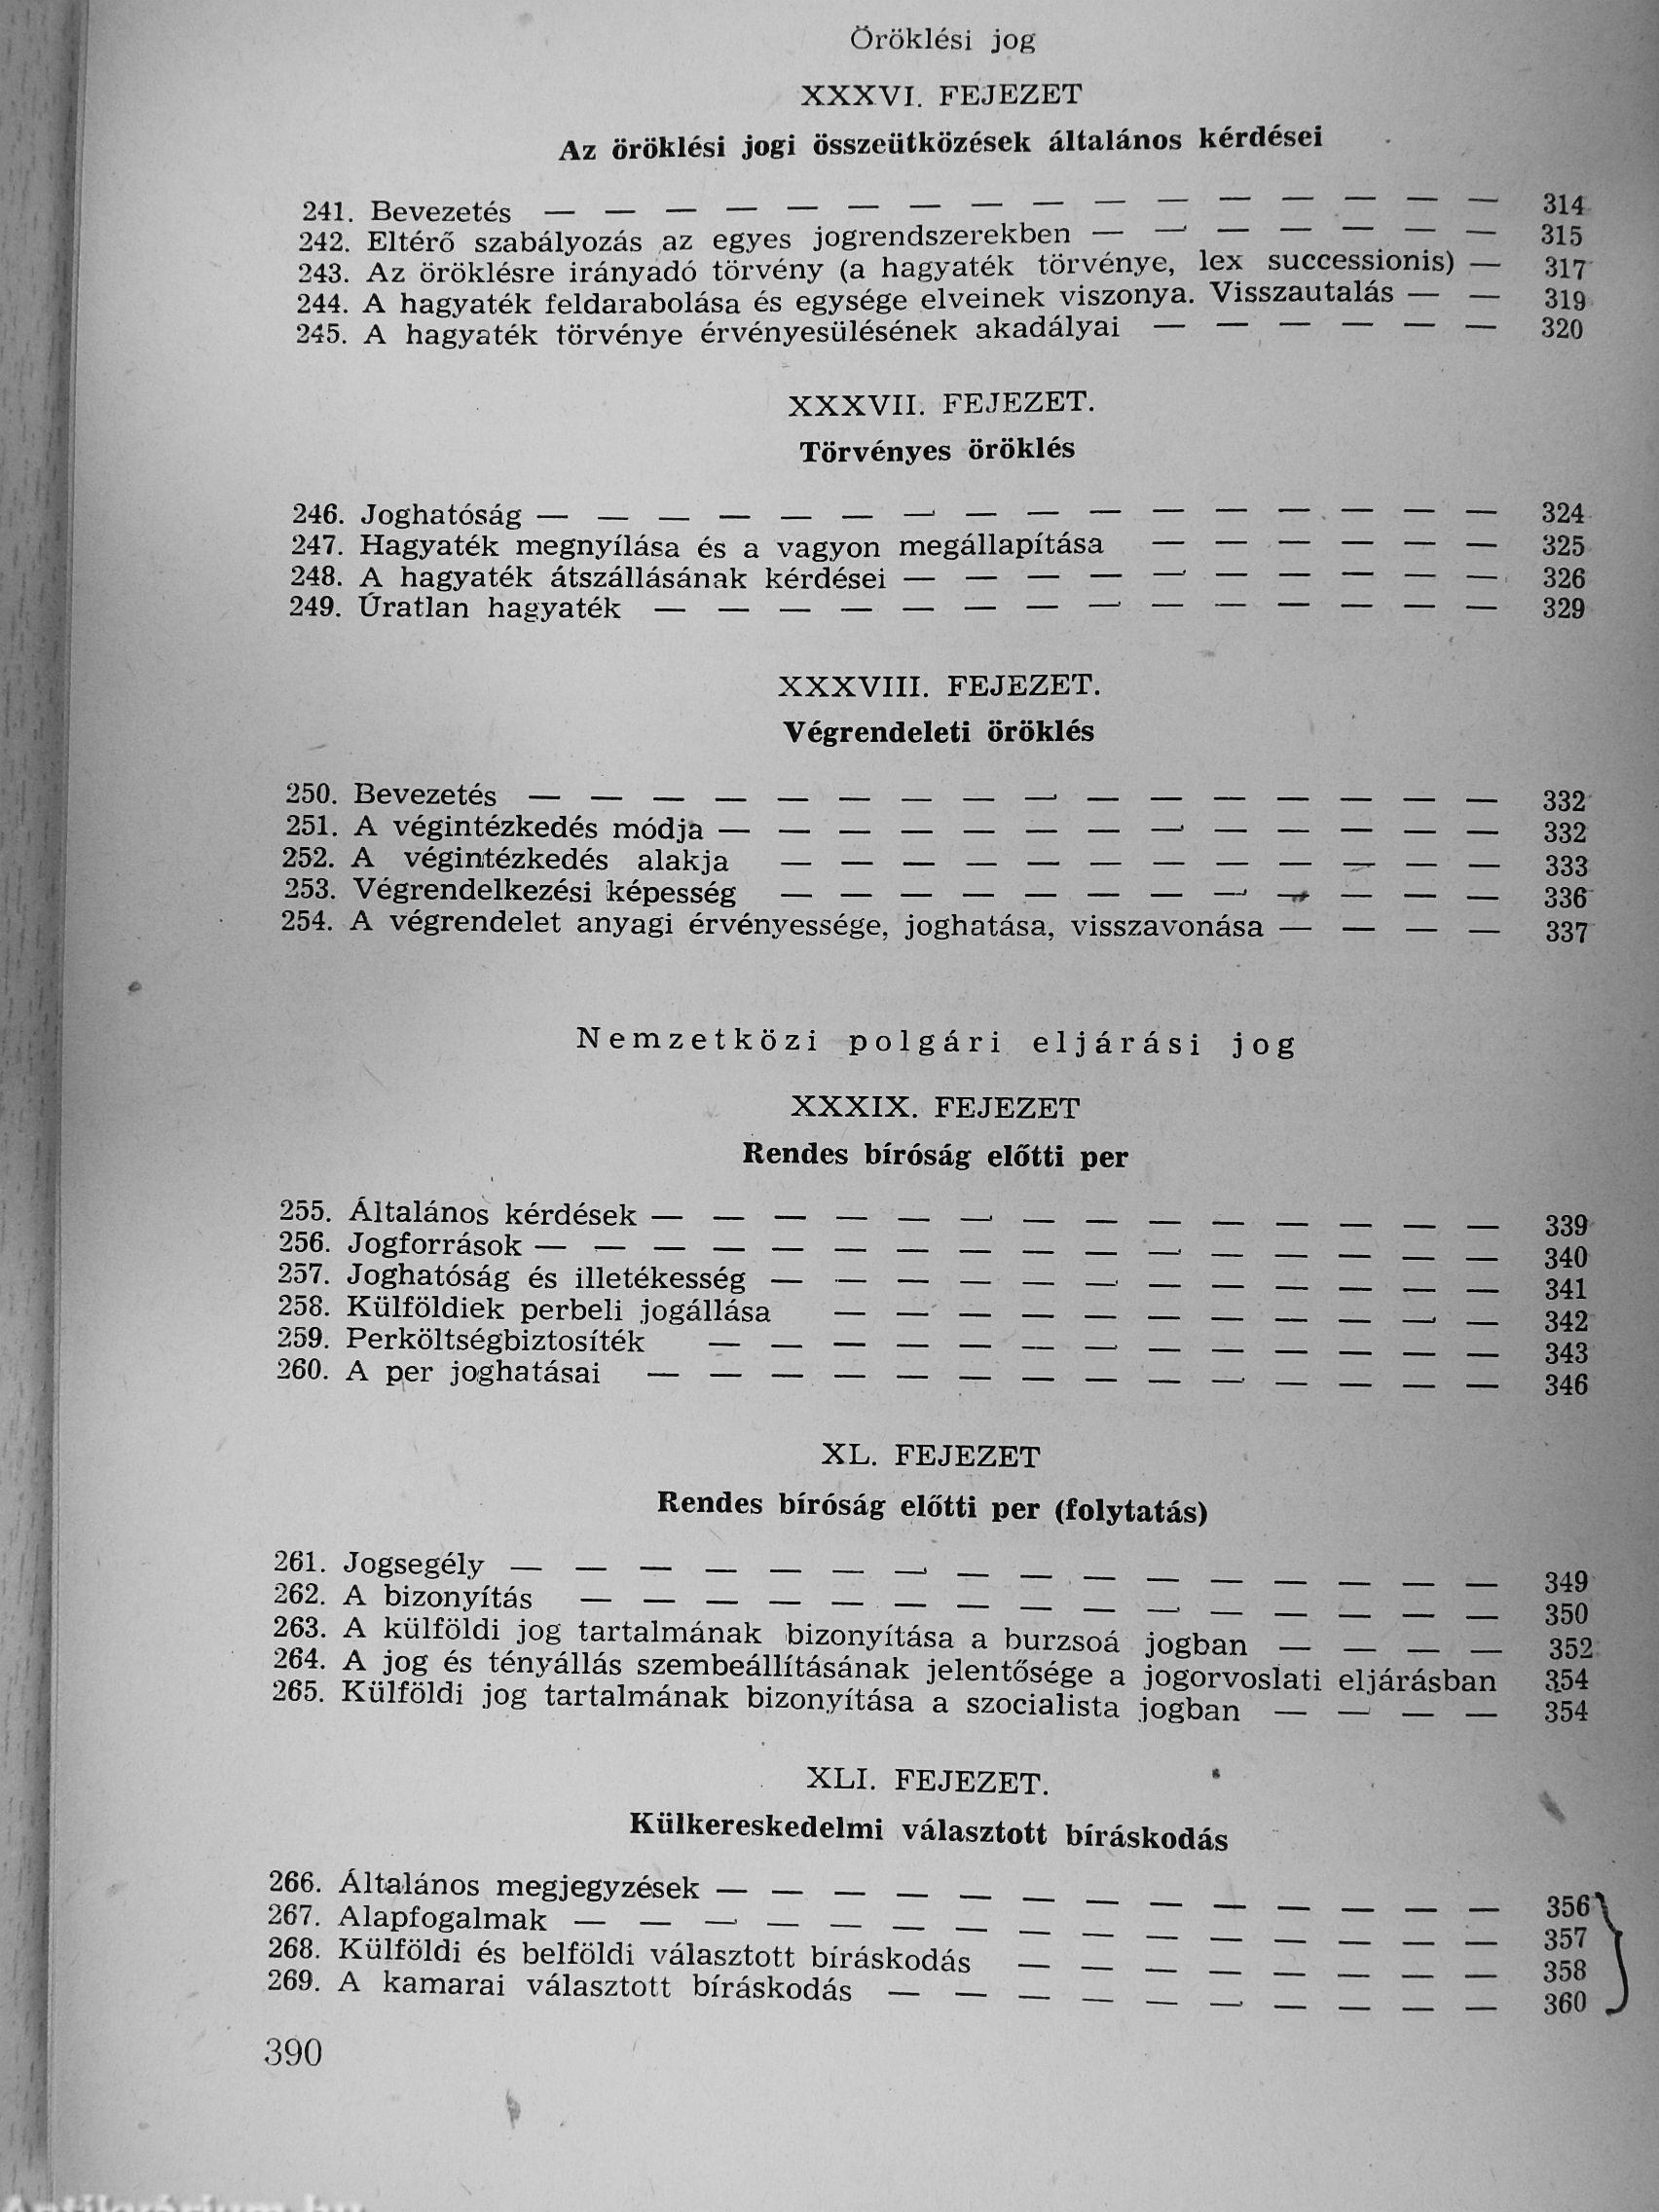 Öröklési jog
XXXVI. FEJEZET
Az öröklési jogi összeütközések általános kérdései
241. Bevezetés — — — — — — — — — — — — — — — — 314
242. Eltérő szabályozás az egyes jogrendszerekben — — — — — — — 315
243. Az öröklésre irányadó törvény (a hagyaték törvénye, lex successionis) — 317
244. A hagyaték feldarabolása és egysége elveinek viszonya. Visszautalás — — 319
245. A hagyaték törvénye érvényesülésének akadályai — — — — — — 320
XXXVII. FEJEZET.
Törvényes öröklés
246. Joghatóság — — — — — — — — — — — — — — — — 324
247. Hagyaték megnyílása és a vagyon megállapítása — — — — — — 325
248. A hagyaték átszállásának kérdései — — — — — — — — — — 326
249. Úratlan hagyaték — — — — — — — — — — — — — — 329
XXXVIII. FEJEZET.
Végrendeleti öröklés
250. Bevezetés — — — — — — — — — — — — — — — — 332
251. A végintézkedés módja — — — — — — — — — — — — — 332
252. A végintézkedés alakja — — — — — — — — — — — — 333
253. Végrendelkezési képesség — — — — — — — — — — — — 336
254. A végrendelet anyagi érvényessége, joghatása, visszavonása — — — — 337
Nemzetközi polgári eljárási jog
XXXIX. FEJEZET
Rendes bíróság előtti per
255. Általános kérdések — — — — — — — — — — — — — — 339
256. Jogforrások — — — — — — — — — — — — — — — — 340
257. Joghatóság és illetékesség — — — — — — — — — — — — 341
258. Külföldiek perbeli jogállása — — — — — — — — — — — 342
259. Perköltségbiztosíték — — — — — — — — — — — — — 343
260. A per joghatásai — — — — — — — — — — — — — — 346
XL. FEJEZET
Rendes bíróság előtti per (folytatás)
261. Jogsegély — — — — — — — — — — — — — — — — 349
262. A bizonyítás — — — — — — — — — — — — — — — 350
263. A külföldi jog tartalmának bizonyítása a burzsoá jogban — — — — 352
264. A jog és tényállás szembeállításának jelentősége a jogorvoslati eljárásban 354
265. Külföldi jog tartalmának bizonyítása a szocialista jogban — — — — 354
XLI. FEJEZET.
Külkereskedelmi választott bíráskodás
266. Általános megjegyzések — — — — — — — — — — — — — 356
267. Alapfogalmak — — — — — — — — — — — — — — — 357
268. Külföldi és belföldi választott bíráskodás — — — — — — — — 358
269. A kamarai választott bíráskodás — — — — — — — — — — 360
390
Antikvárium.hu